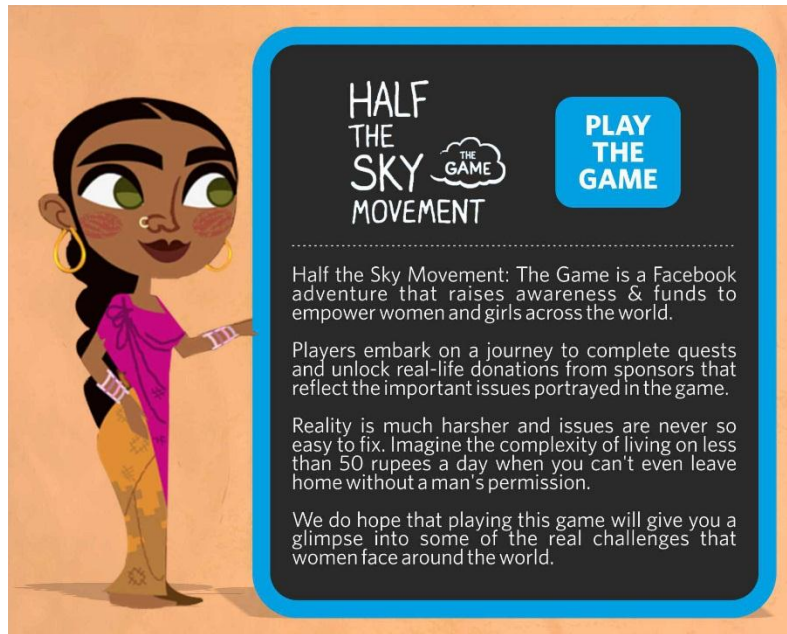 HALF
THE
SKY
THE
GAME
MOVEMENT
PLAY
THE
GAME
Half the Sky Movement: The Game is a Facebook
adventure that raises awareness & funds to
empower women and girls across the world.
Players embark on a journey to complete quests
and unlock real-life donations from sponsors that
reflect the important issues portrayed in the game.
Reality is much harsher and issues are never so
easy to fix. Imagine the complexity of living on less
than 50 rupees a day when you can't even leave
home without a man's permission.
We do hope that playing this game will give you a
glimpse into some of the real challenges that
women face around the world.